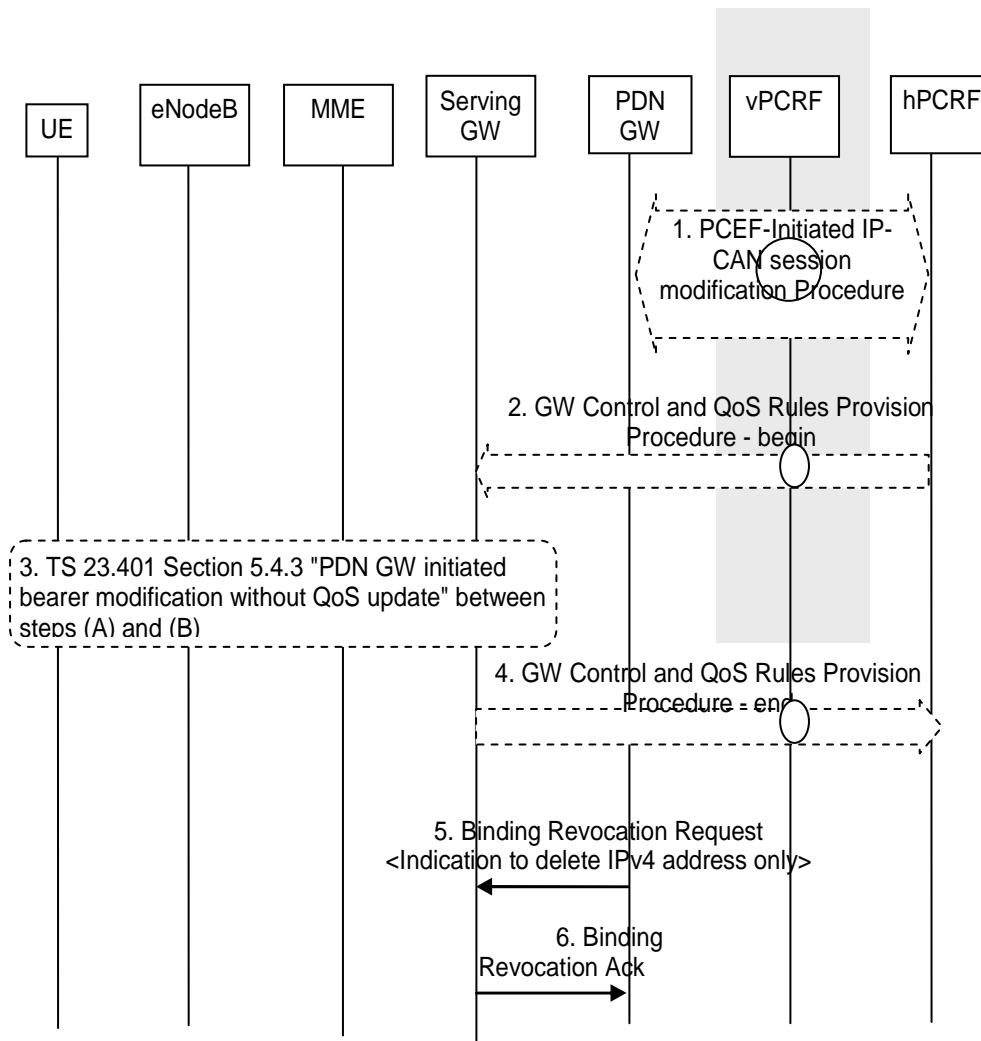 UE
eNodeB
MME
Serving
GW
PDN
GW
vPCRF
hPCRF
1. PCEF-Initiated IP-
CAN session
modification Procedure
2. GW Control and QoS Rules Provision
Procedure - begin
3. TS 23.401 Section 5.4.3 "PDN GW initiated
bearer modification without QoS update" between
steps (A) and (B)
4. GW Control and QoS Rules Provision
Procedure - end
5. Binding Revocation Request
<Indication to delete IPv4 address only>
6. Binding
Revocation Ack